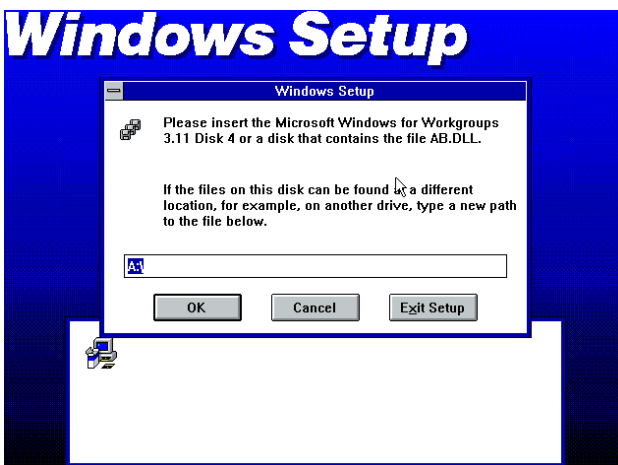 Windows Setup
Windows Setup
Please insert the Microsoft Windows for Workgroups
3.11 Disk 4 or a disk that contains the file AB.DLL.
If the files on this disk can be found at a different
location, for example, on another drive, type a new path
to the file below.
A:\
OK Cancel Exit Setup